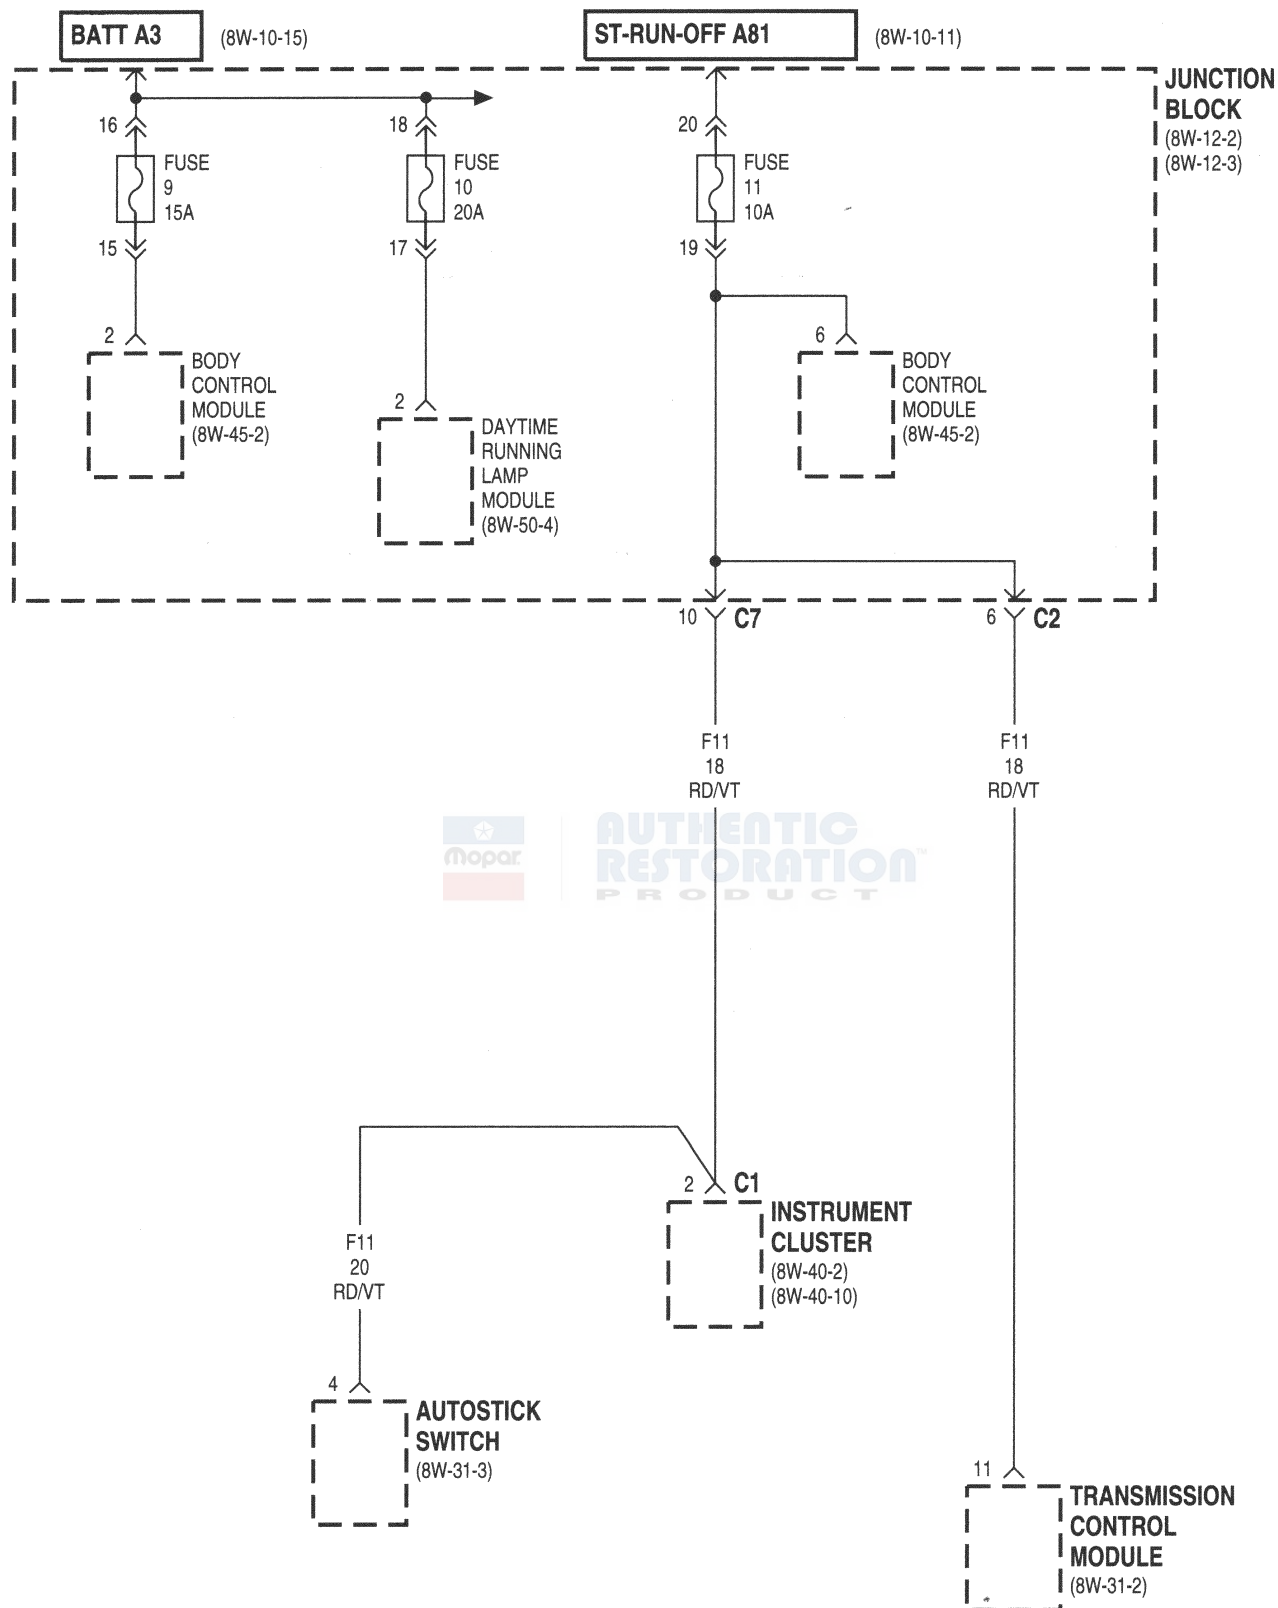 BATT A3 (8W-10-15)
ST-RUN-OFF A81 (8W-10-11)
JUNCTION
BLOCK
(8W-12-2)
(8W-12-3)
16
FUSE
9
15A
15
18
FUSE
10
20A
17
20
FUSE
11
10A
19
2
BODY
CONTROL
MODULE
(8W-45-2)
2
DAYTIME
RUNNING
LAMP
MODULE
(8W-50-4)
6
BODY
CONTROL
MODULE
(8W-45-2)
10 C7
6 C2
F11
18
RD/VT
F11
18
RD/VT
Mopar
AUTHENTIC
RESTORATION™
PRODUCT
2 C1
INSTRUMENT
CLUSTER
(8W-40-2)
(8W-40-10)
F11
20
RD/VT
4
AUTOSTICK
SWITCH
(8W-31-3)
11
TRANSMISSION
CONTROL
MODULE
(8W-31-2)